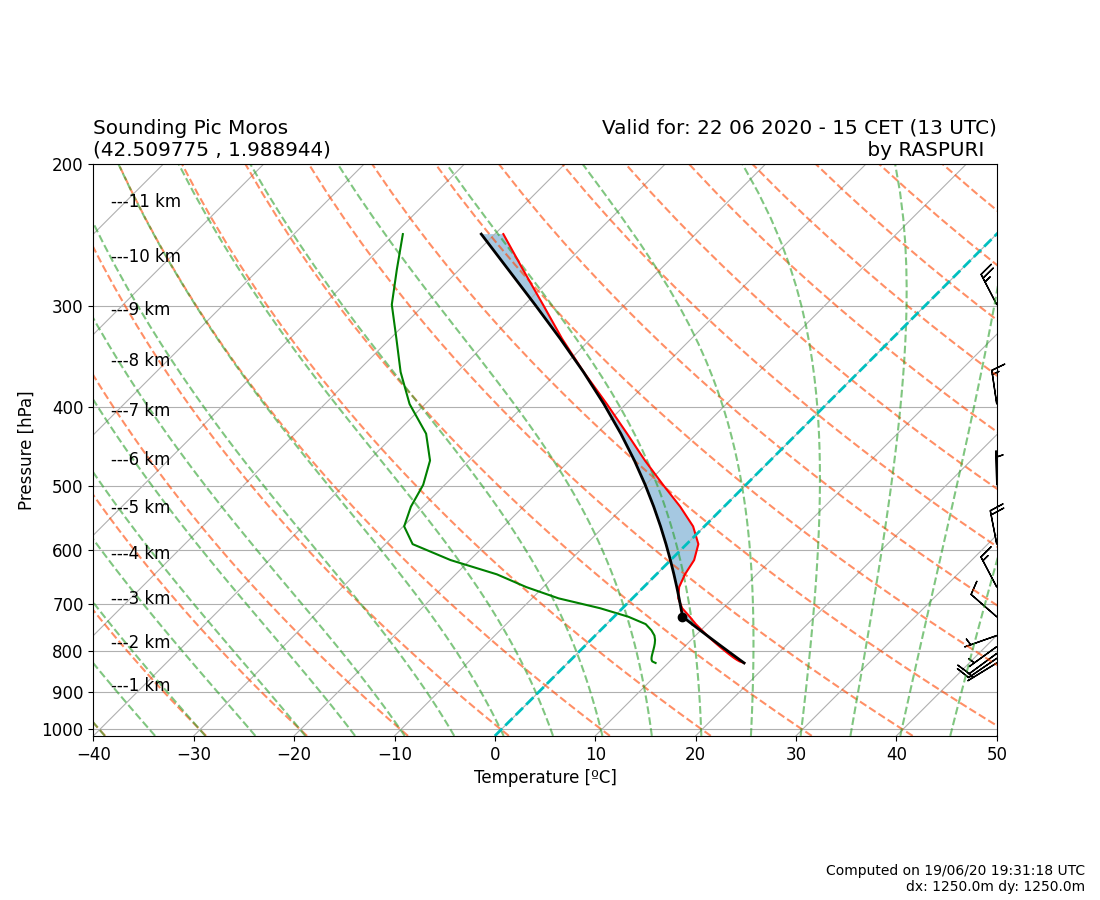 Sounding Pic Moros
(42.509775 , 1.988944)
Valid for: 22 06 2020 - 15 CET (13 UTC)
by RASPURI
200
300
400
500
600
700
800
900
1000
Pressure [hPa]
---11 km
---10 km
---9 km
---8 km
---7 km
---6 km
---5 km
---4 km
---3 km
---2 km
---1 km
−40 −30 −20 −10 0 10 20 30 40 50
Temperature [ºC]
Computed on 19/06/20 19:31:18 UTC
dx: 1250.0m dy: 1250.0m